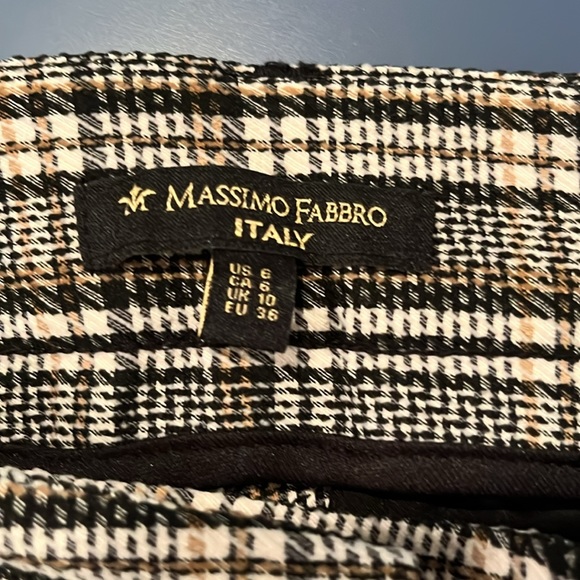 MASSIMO FABBRO
ITALY
US 6
CA 6
UK 10
EU 36